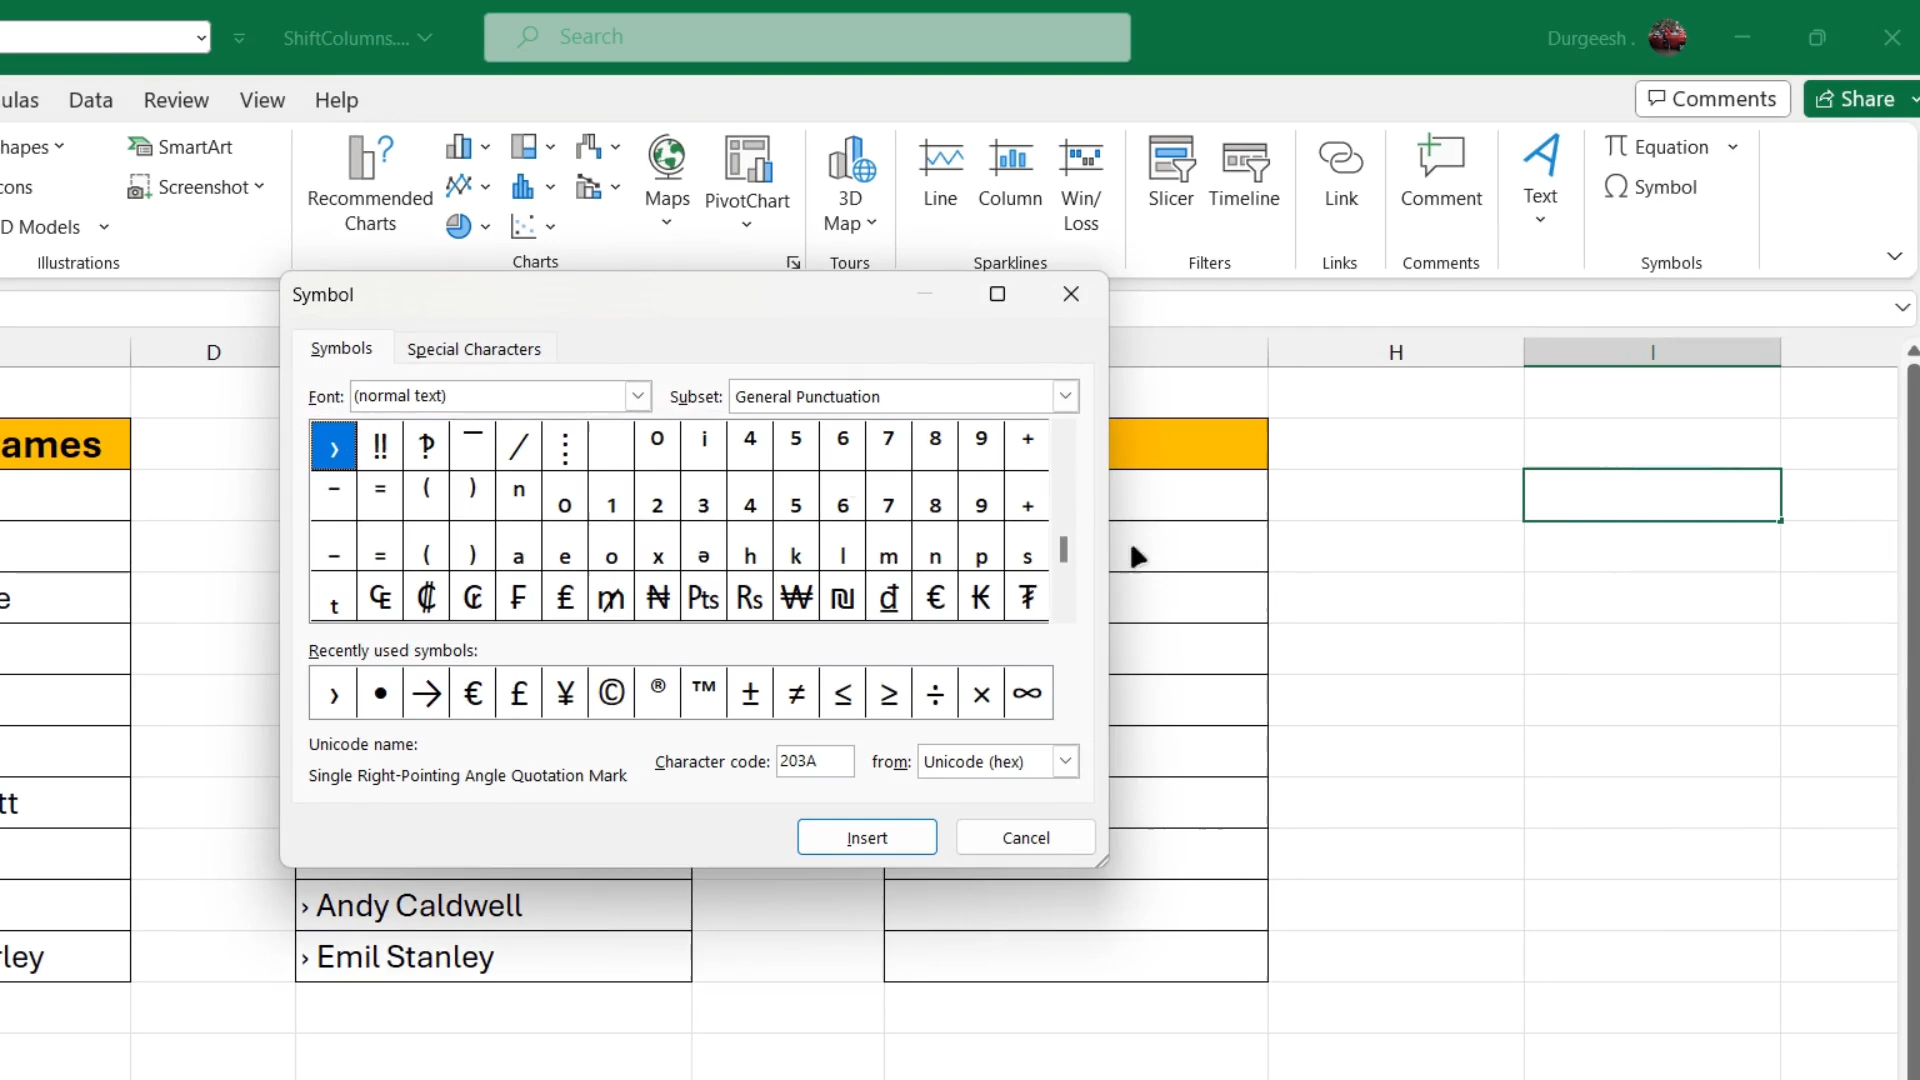 ShiftColumns....
Search
Durgeesh .
ulas Data Review View Help
Comments
Share
hapes
cons
D Models
SmartArt
Screenshot
Illustrations
Recommended
Charts
Charts
Maps
PivotChart
3D
Map
Tours
Line
Column
Win/
Loss
Sparklines
Slicer
Timeline
Filters
Link
Links
Comment
Comments
Text
Equation
Symbol
Symbols
Symbol
Symbols
Special Characters
Font: (normal text)
Subset: General Punctuation
› ‼ ‽ ‾ ⁄ ⁞ ⁰ ⁱ ⁴ ⁵ ⁶ ⁷ ⁸ ⁹ ⁺
⁻ ⁼ ⁽ ⁾ ⁿ ₀ ₁ ₂ ₃ ₄ ₅ ₆ ₇ ₈ ₉ ₊
₋ ₌ ₍ ₎ ₐ ₑ ₒ ₓ ₔ ₕ ₖ ₗ ₘ ₙ ₚ ₛ
ₜ ₠ ₡ ₢ ₣ ₤ ₥ ₦ ₧ ₨ ₩ ₪ ₫ € ₭ ₮
Recently used symbols:
› • → € £ ¥ © ® ™ ± ≠ ≤ ≥ ÷ × ∞
Unicode name:
Single Right-Pointing Angle Quotation Mark
Character code: 203A
from: Unicode (hex)
Insert
Cancel
D
H
I
ames
e
tt
rley
› Andy Caldwell
› Emil Stanley